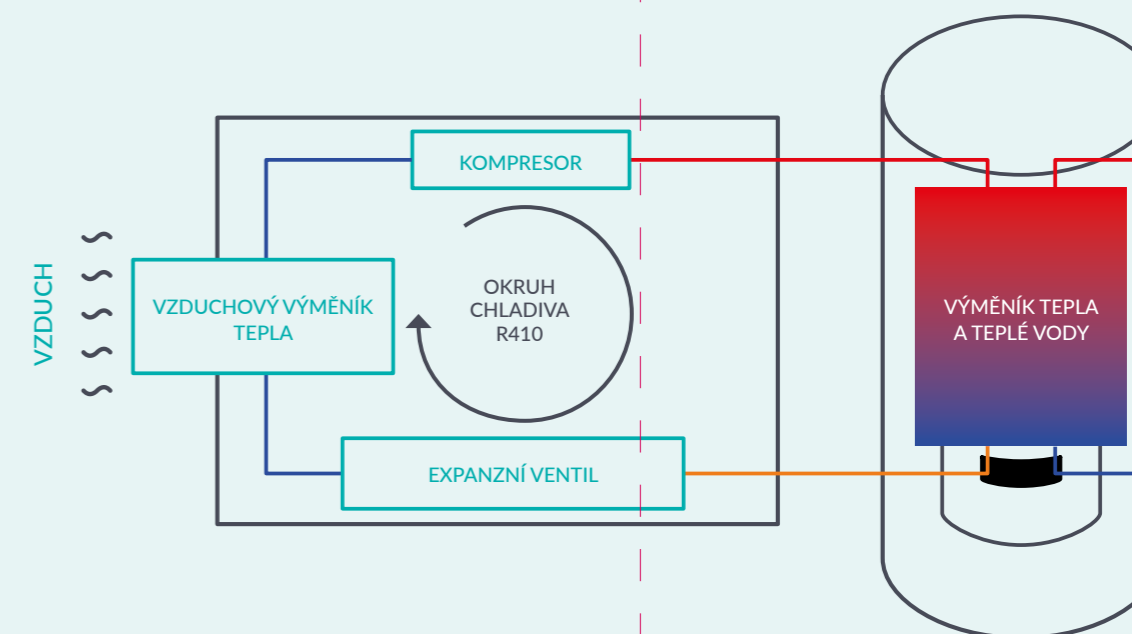 VZDUCH
VZDUCHOVÝ VÝMĚNÍK
TEPLA
KOMPRESOR
OKRUH
CHLADIVA
R410
EXPANZNÍ VENTIL
VÝMĚNÍK TEPLA
A TEPLÉ VODY